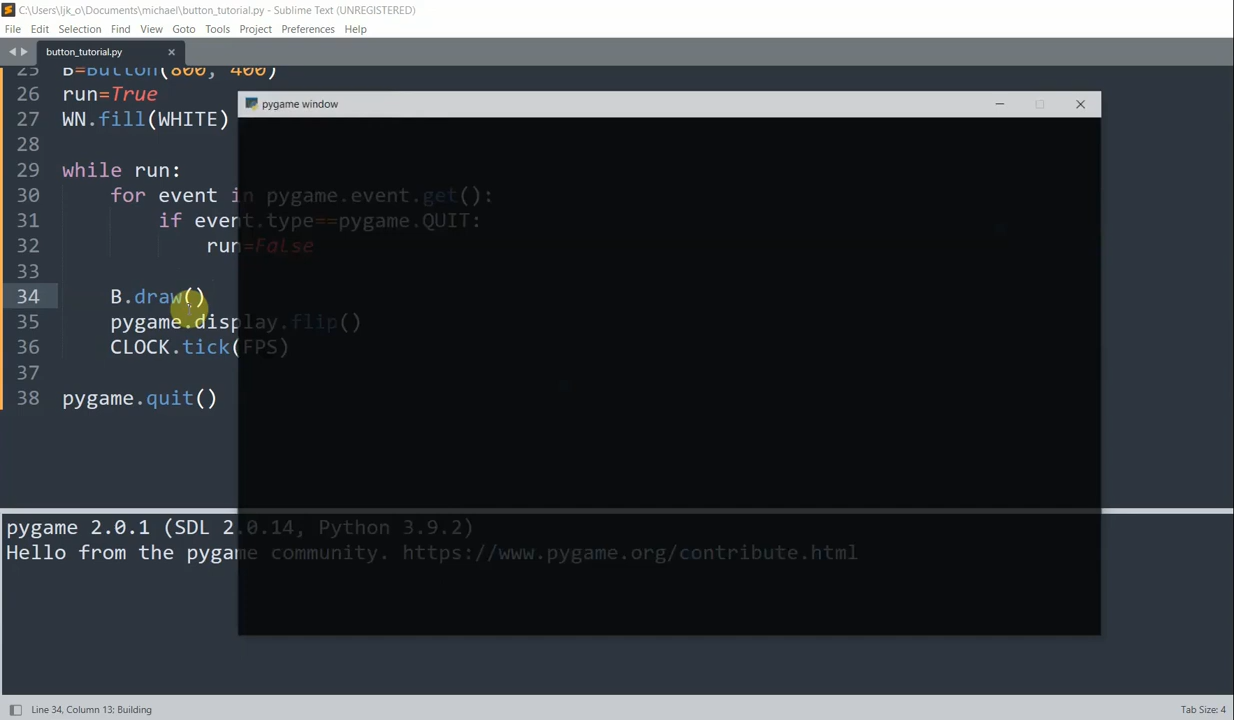 C:\Users\ljk_o\Documents\michael\button_tutorial.py - Sublime Text (UNREGISTERED)
File Edit Selection Find View Goto Tools Project Preferences Help
button_tutorial.py
25 B=Button(800, 400)
26 run=True
pygame window
27 WN.fill(WHITE)
28
29 while run:
30 for event in pygame.event.get():
31 if event.type==pygame.QUIT:
32 run=False
33
34 B.draw()
35 pygame.display.flip()
36 CLOCK.tick(FPS)
37
38 pygame.quit()
pygame 2.0.1 (SDL 2.0.14, Python 3.9.2)
Hello from the pygame community. https://www.pygame.org/contribute.html
Line 34, Column 13; Building
Tab Size: 4